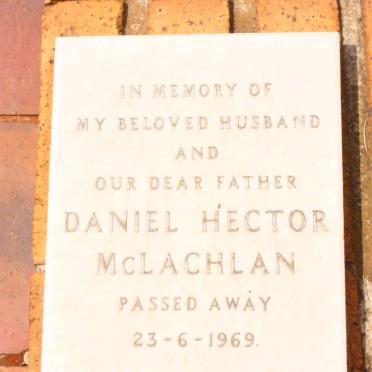 IN MEMORY OF
MY BELOVED HUSBAND
AND
OUR DEAR FATHER
DANIEL HECTOR
McLACHLAN
PASSED AWAY
23-6-1969.